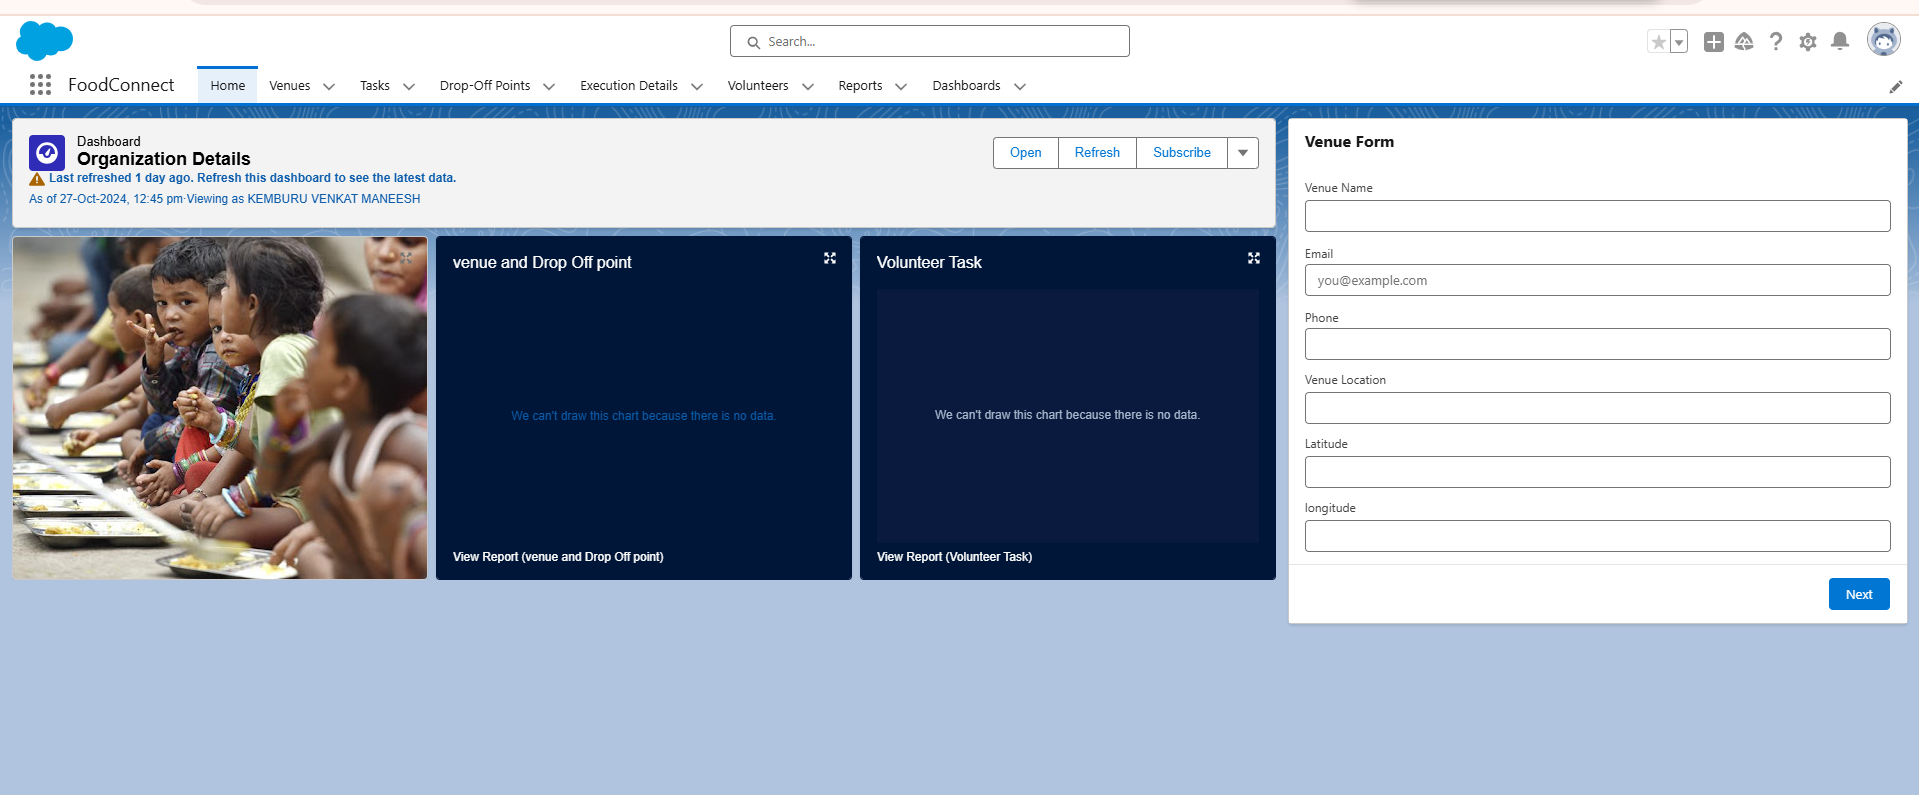 Search...
FoodConnect
Home
Venues
Tasks
Drop-Off Points
Execution Details
Volunteers
Reports
Dashboards
Dashboard
Organization Details
Last refreshed 1 day ago. Refresh this dashboard to see the latest data.
As of 27-Oct-2024, 12:45 pm·Viewing as KEMBURU VENKAT MANEESH
Open
Refresh
Subscribe
venue and Drop Off point
We can't draw this chart because there is no data.
View Report (venue and Drop Off point)
Volunteer Task
We can't draw this chart because there is no data.
View Report (Volunteer Task)
Venue Form
Venue Name
Email
you@example.com
Phone
Venue Location
Latitude
longitude
Next